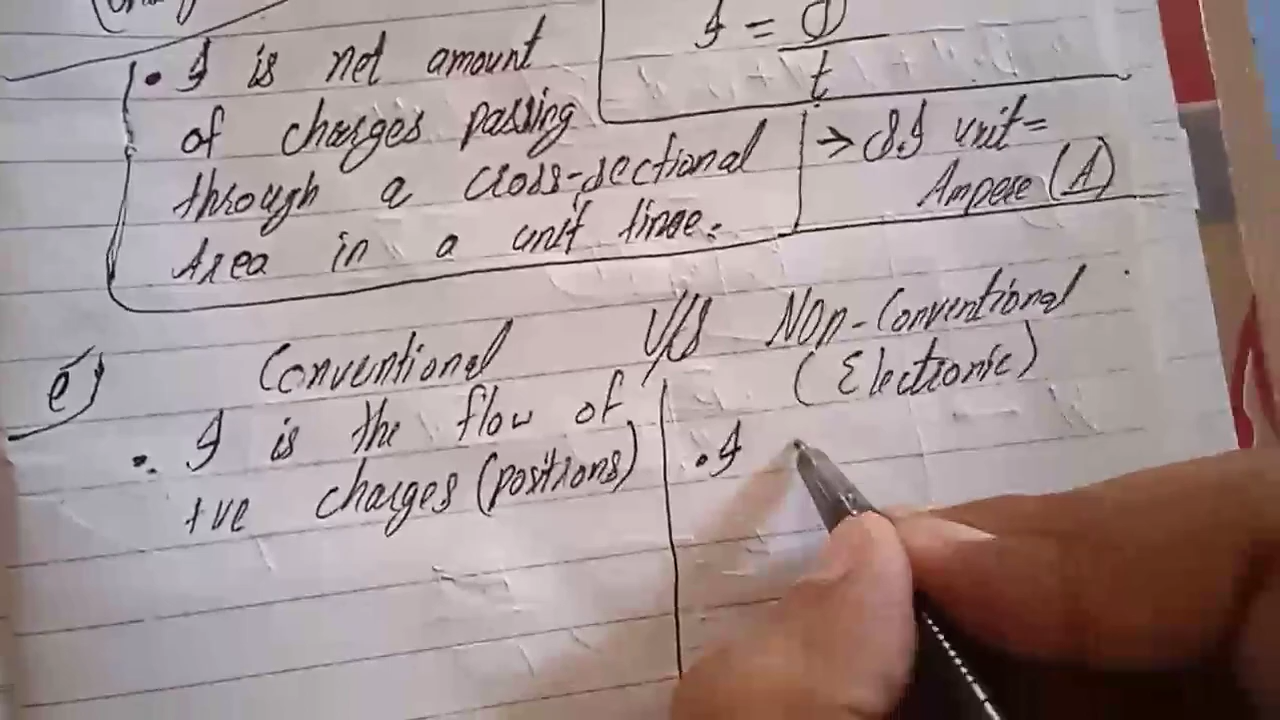 • I is net amount
of charges passing
through a cross-sectional
Area in a unit time.
I = Q
t
→ S.I unit =
Ampere (A)
e) Conventional V/s Non-Conventional
(Electronic)
• I is the flow of
+ve charges (positions)
• I